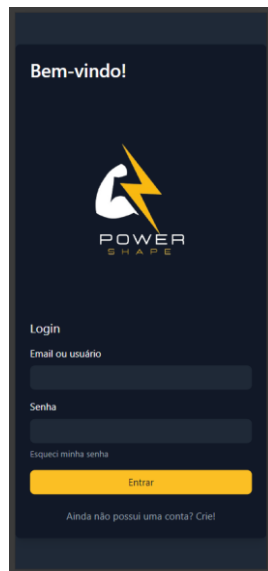 Bem-vindo!
POWER
SHAPE
Login
Email ou usuário
Senha
Esqueci minha senha
Entrar
Ainda não possui uma conta? Crie!